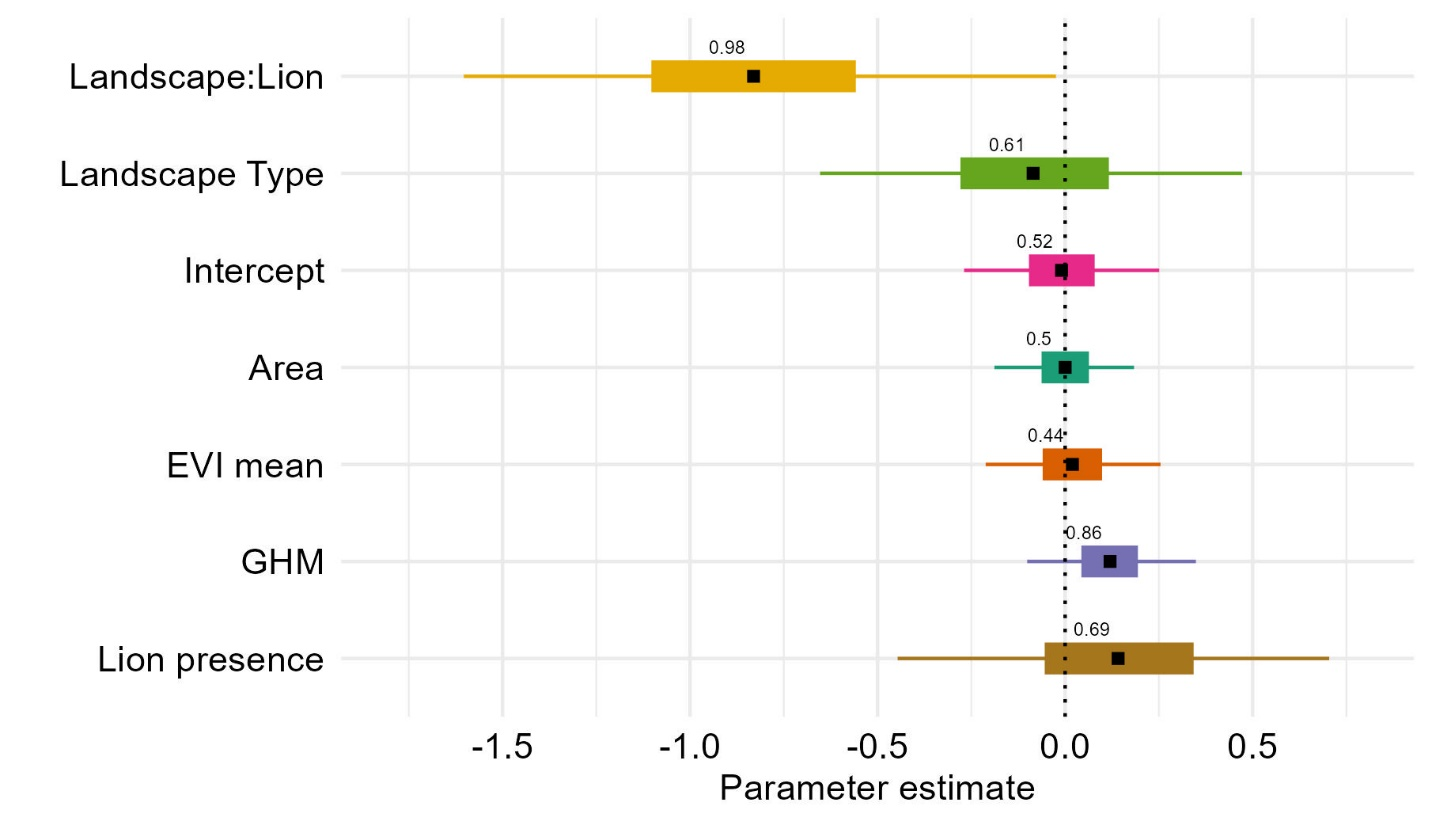 0.98
Landscape:Lion
0.61
Landscape Type
0.52
Intercept
0.5
Area
0.44
EVI mean
0.86
GHM
0.69
Lion presence
-1.5 -1.0 -0.5 0.0 0.5
Parameter estimate